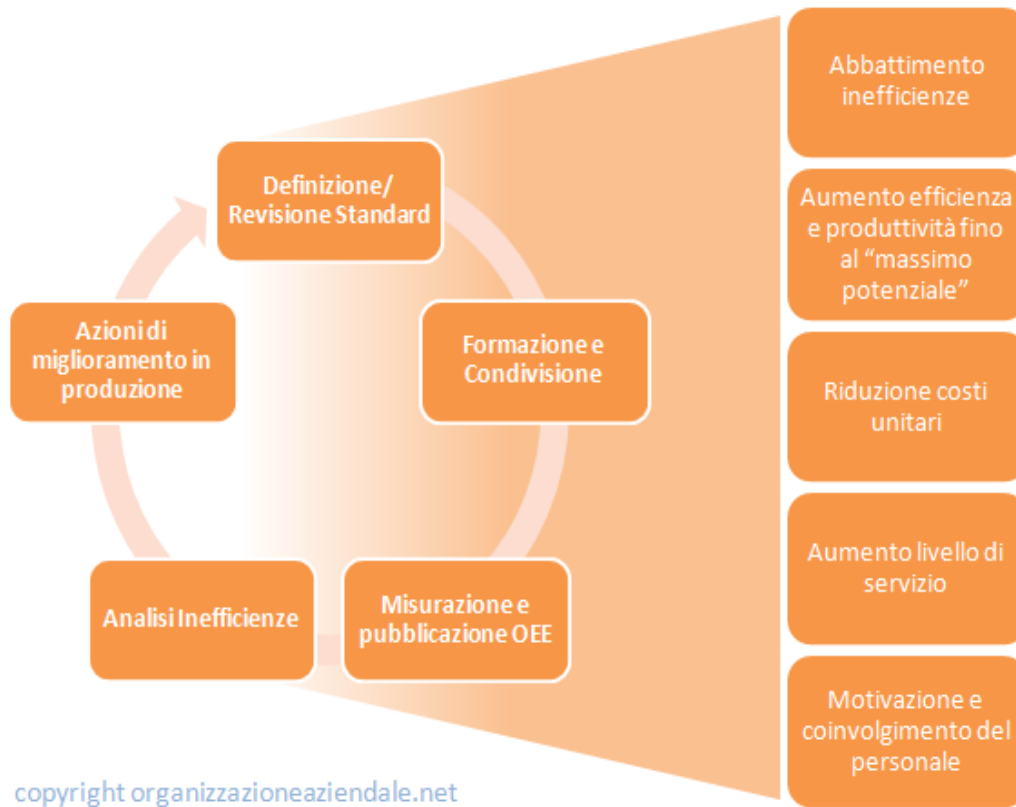 Definizione/
Revisione Standard
Formazione e
Condivisione
Misurazione e
pubblicazione OEE
Analisi Inefficienze
Azioni di
miglioramento in
produzione
Abbattimento
inefficienze
Aumento efficienza
e produttività fino
al “massimo
potenziale”
Riduzione costi
unitari
Aumento livello di
servizio
Motivazione e
coinvolgimento del
personale
copyright organizzazioneaziendale.net